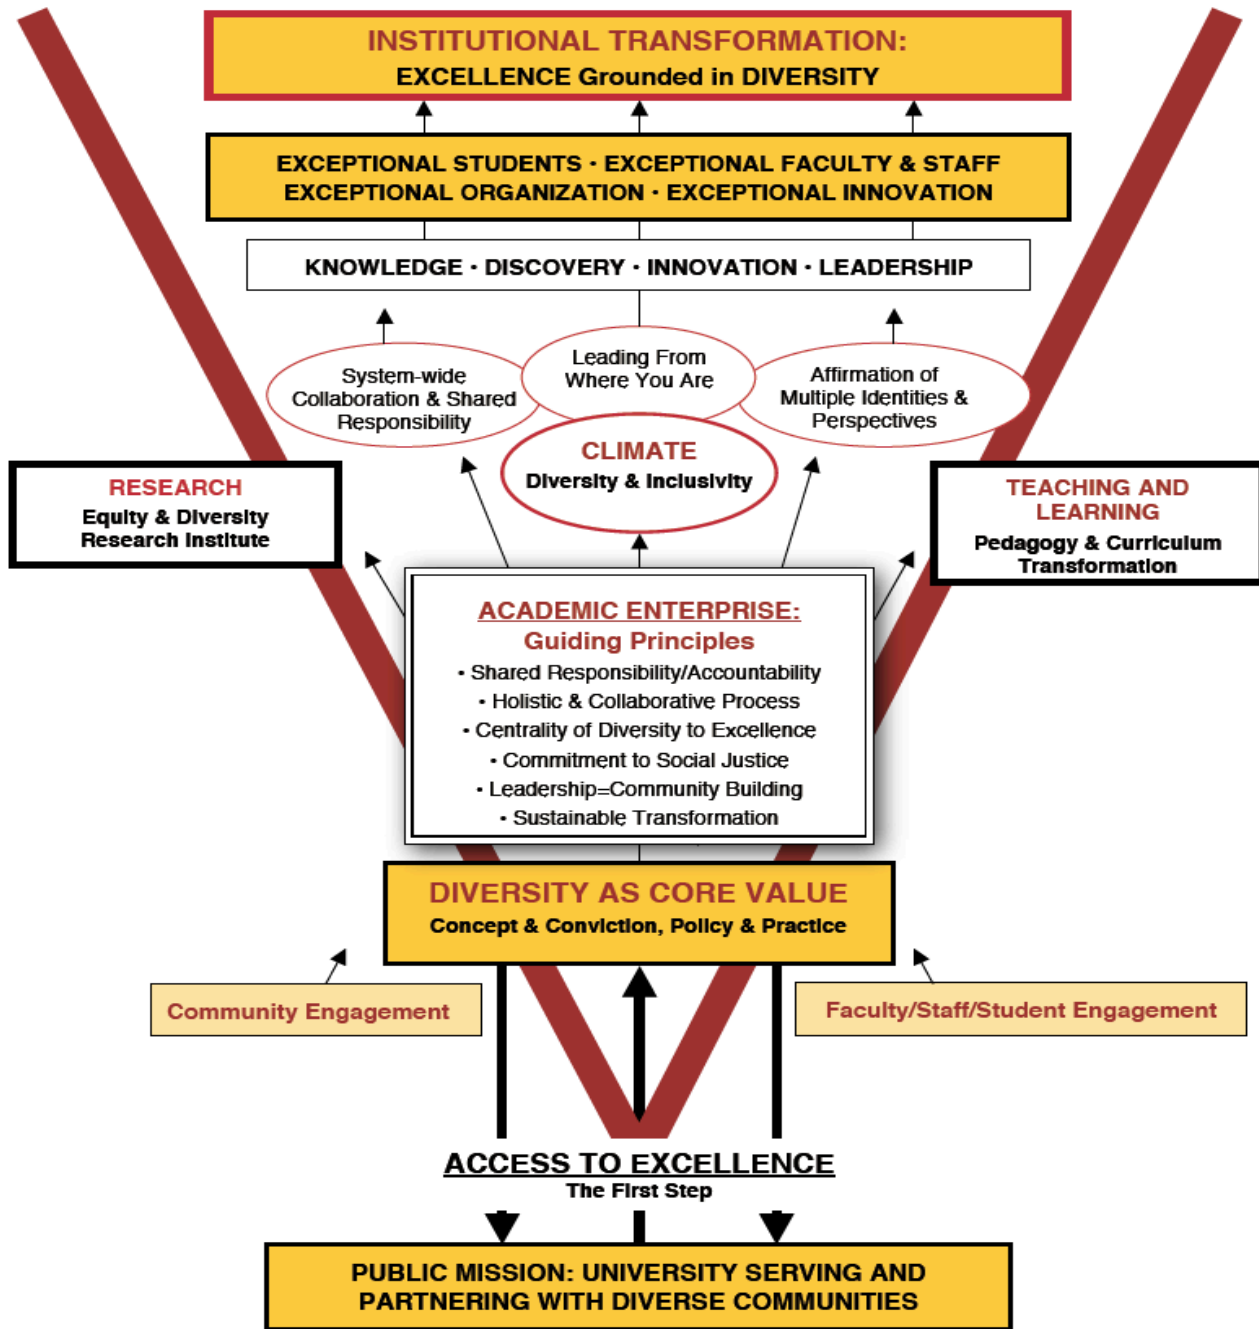 INSTITUTIONAL TRANSFORMATION:
EXCELLENCE Grounded in DIVERSITY
EXCEPTIONAL STUDENTS · EXCEPTIONAL FACULTY & STAFF
EXCEPTIONAL ORGANIZATION · EXCEPTIONAL INNOVATION
KNOWLEDGE · DISCOVERY · INNOVATION · LEADERSHIP
System-wide
Collaboration & Shared
Responsibility
Leading From
Where You Are
Affirmation of
Multiple Identities &
Perspectives
CLIMATE
Diversity & Inclusivity
RESEARCH
Equity & Diversity
Research Institute
TEACHING AND
LEARNING
Pedagogy & Curriculum
Transformation
ACADEMIC ENTERPRISE:
Guiding Principles
· Shared Responsibility/Accountability
· Holistic & Collaborative Process
· Centrality of Diversity to Excellence
· Commitment to Social Justice
· Leadership=Community Building
· Sustainable Transformation
DIVERSITY AS CORE VALUE
Concept & Conviction, Policy & Practice
Community Engagement
Faculty/Staff/Student Engagement
ACCESS TO EXCELLENCE
The First Step
PUBLIC MISSION: UNIVERSITY SERVING AND
PARTNERING WITH DIVERSE COMMUNITIES